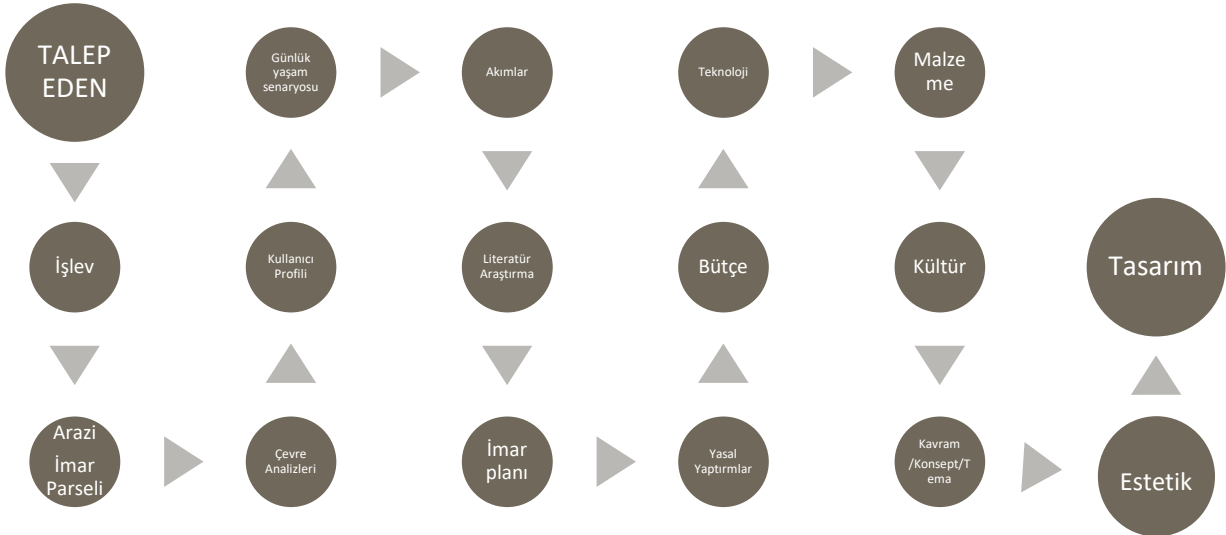 TALEP
EDEN
İşlev
Arazi
İmar
Parseli
Çevre
Analizleri
Kullanıcı
Profili
Günlük
yaşam
senaryosu
Akımlar
Literatür
Araştırma
İmar
planı
Yasal
Yaptırmlar
Bütçe
Teknoloji
Malze
me
Kültür
Kavram
/Konsept/T
ema
Estetik
Tasarım